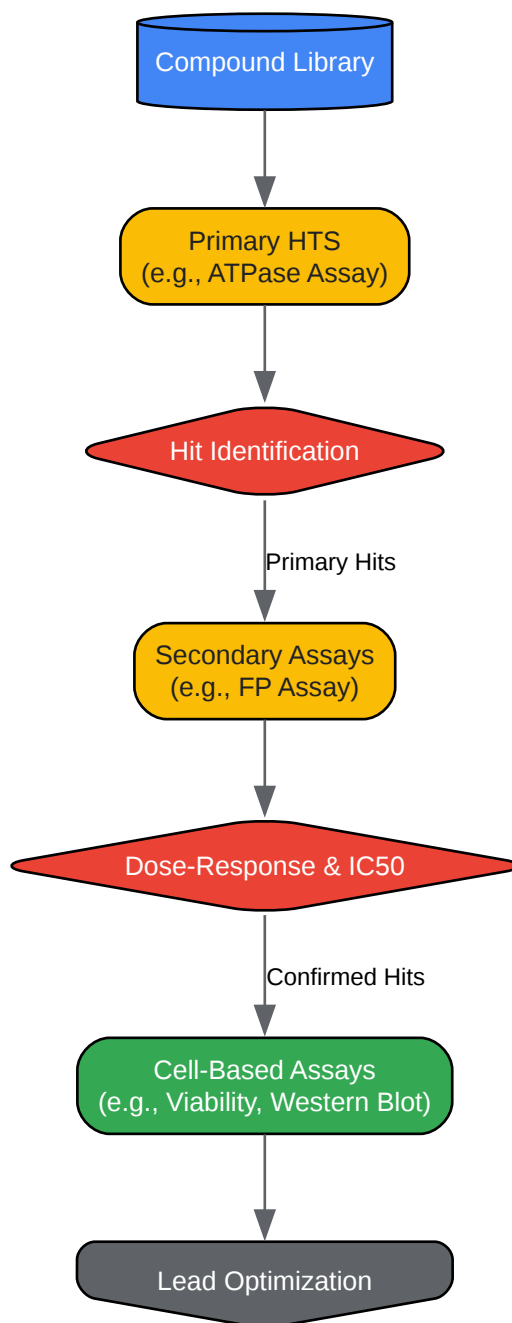 Compound Library
Primary HTS
(e.g., ATPase Assay)
Hit Identification
Primary Hits
Secondary Assays
(e.g., FP Assay)
Dose-Response & IC50
Confirmed Hits
Cell-Based Assays
(e.g., Viability, Western Blot)
Lead Optimization